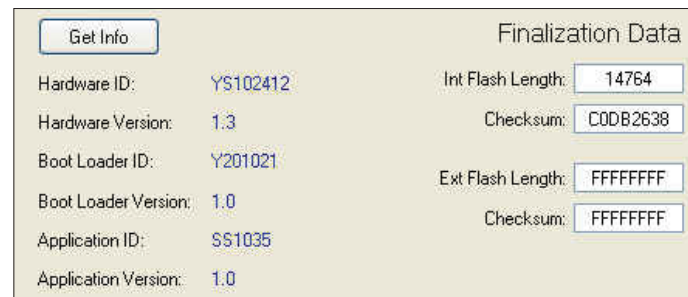 Get Info
Finalization Data
Hardware ID: YS102412
Int Flash Length: 14764
Hardware Version: 1.3
Checksum: C0DB2638
Boot Loader ID: Y201021
Ext Flash Length: FFFFFFFF
Boot Loader Version: 1.0
Checksum: FFFFFFFF
Application ID: SS1035
Application Version: 1.0